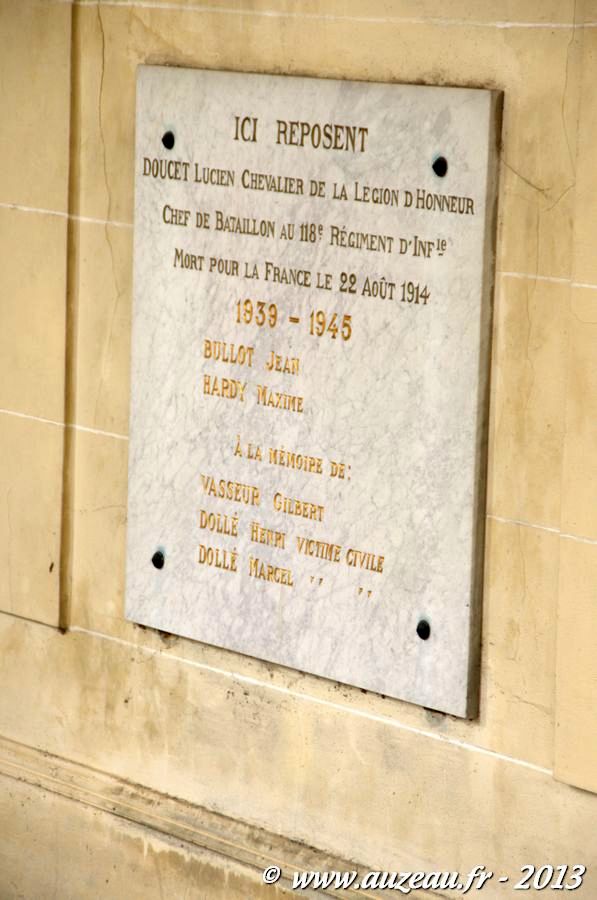 ICI REPOSENT
DOUCET LUCIEN CHEVALIER DE LA LEGION D'HONNEUR
CHEF DE BATAILLON AU 118e RÉGIMENT D'INFie
MORT POUR LA FRANCE LE 22 AOÛT 1914
1939 - 1945
BULLOT JEAN
HARDY MAXIME
À LA MÉMOIRE DE:
VASSEUR GILBERT
DOLLÉ HENRI VICTIME CIVILE
DOLLÉ MARCEL " "
© www.auzeau.fr - 2013